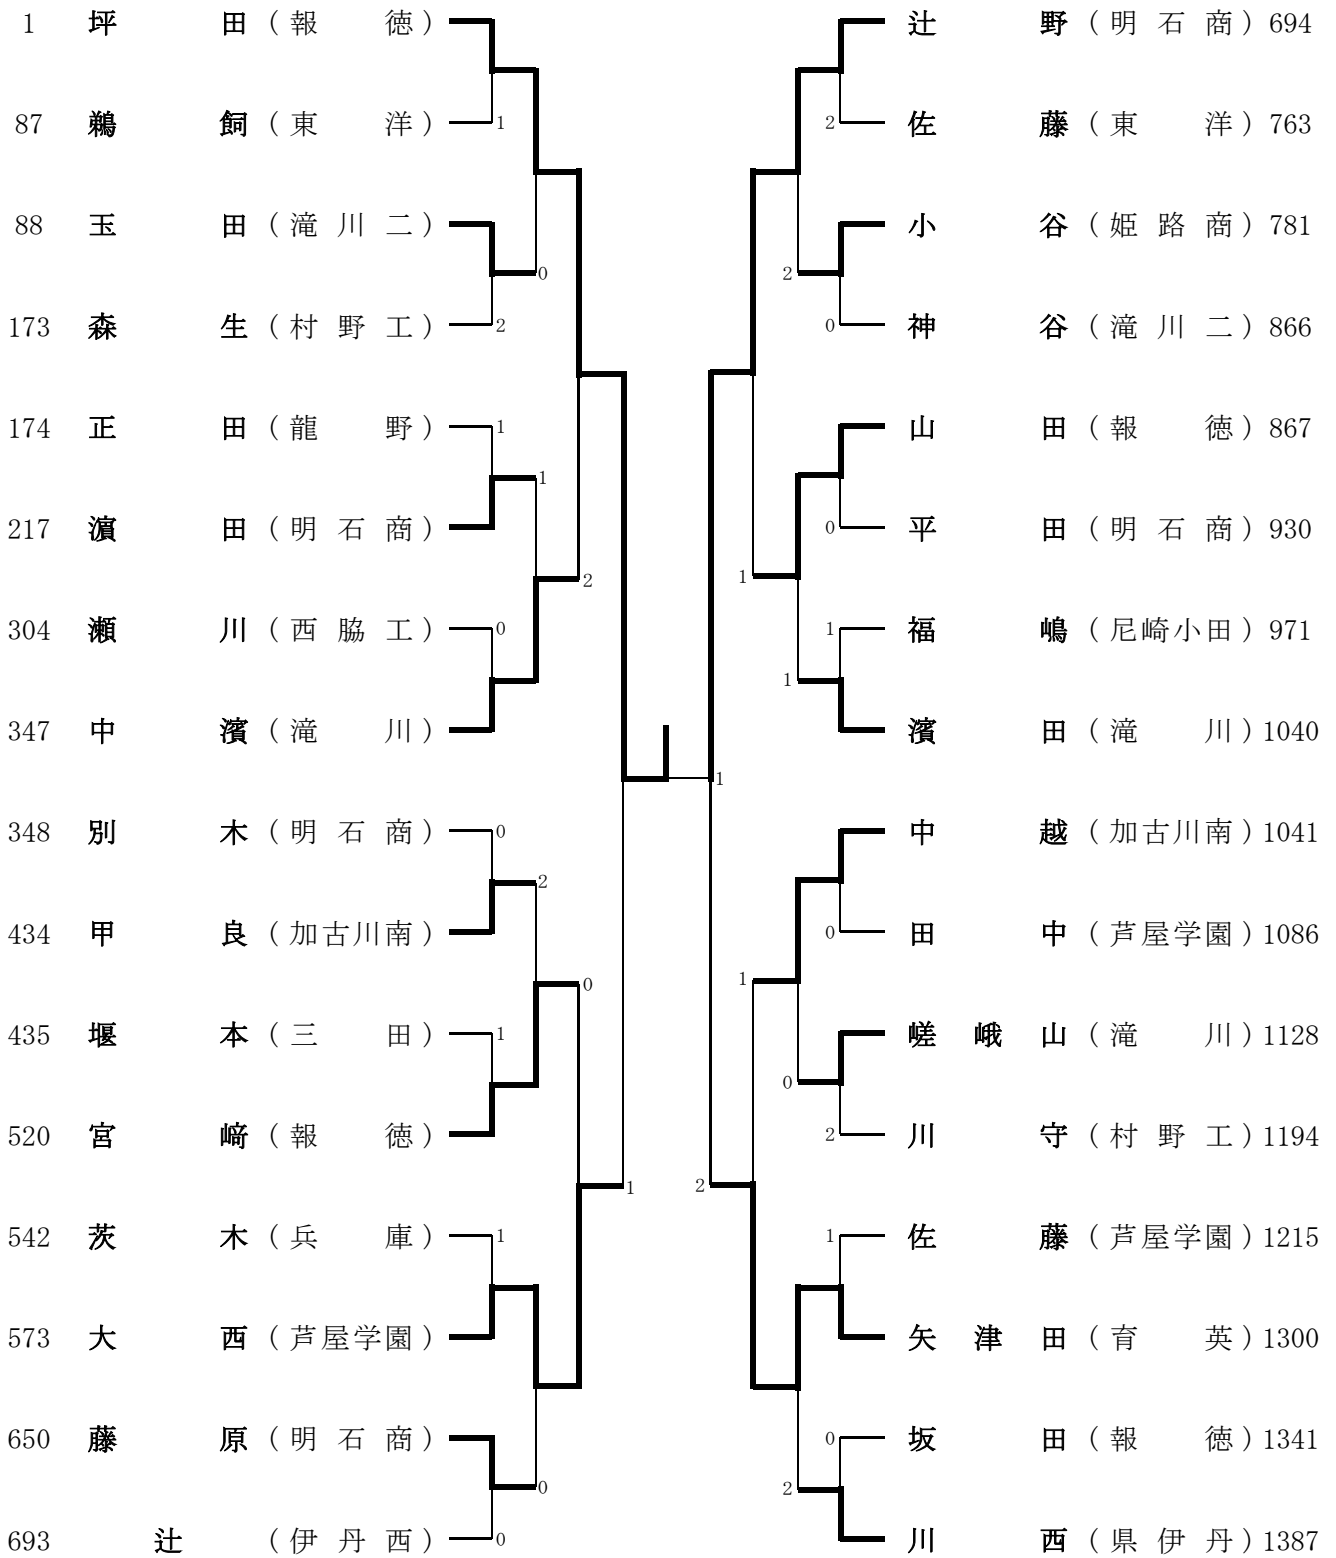 1 坪田（報徳） 辻野（明石商）694
87 鵜飼（東洋） 1 2 佐藤（東洋）763
88 玉田（滝川二） 小谷（姫路商）781
0 2
173 森生（村野工） 2 0 神谷（滝川二）866
174 正田（龍野） 1 山田（報徳）867
1
217 濵田（明石商） 0 平田（明石商）930
2 1
304 瀬川（西脇工） 0 1 福嶋（尼崎小田）971
1
347 中濱（滝川） 濱田（滝川）1040
1
348 別木（明石商） 0 中越（加古川南）1041
2
434 甲良（加古川南） 0 田中（芦屋学園）1086
0 1
435 堰本（三田） 1 嵯峨山（滝川）1128
0
520 宮﨑（報徳） 2 川守（村野工）1194
1 2
542 茨木（兵庫） 1 1 佐藤（芦屋学園）1215
573 大西（芦屋学園） 矢津田（育英）1300
650 藤原（明石商） 0 坂田（報徳）1341
0 2
693 辻（伊丹西） 0 川西（県伊丹）1387